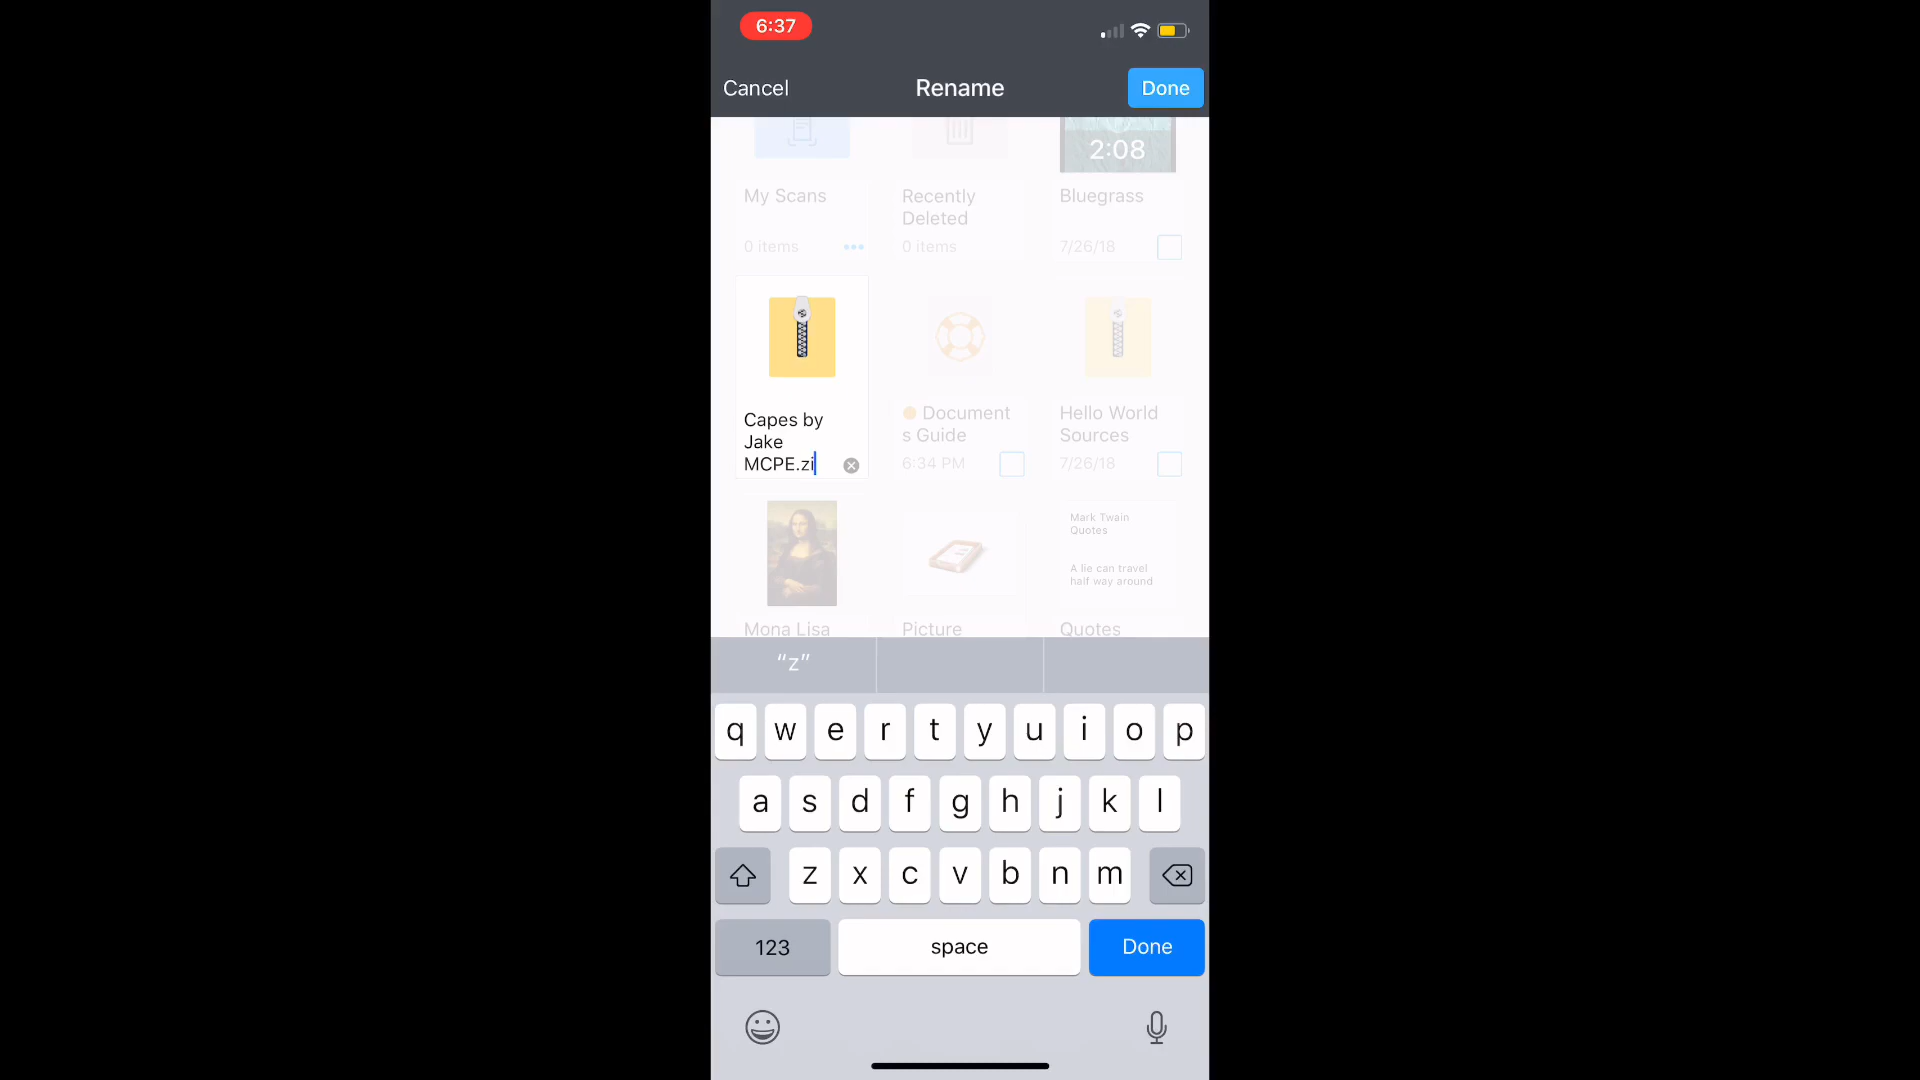 6:37
Cancel
Rename
Done
2:08
My Scans
Recently
Deleted
Bluegrass
0 items
0 items
7/26/18
Capes by
Jake
MCPE.zi
Document
s Guide
6:34 PM
Hello World
Sources
7/26/18
Mark Twain
Quotes
A lie can travel
half way around
Mona Lisa
Picture
Quotes
“z”
q w e r t y u i o p
a s d f g h j k l
z x c v b n m
123
space
Done